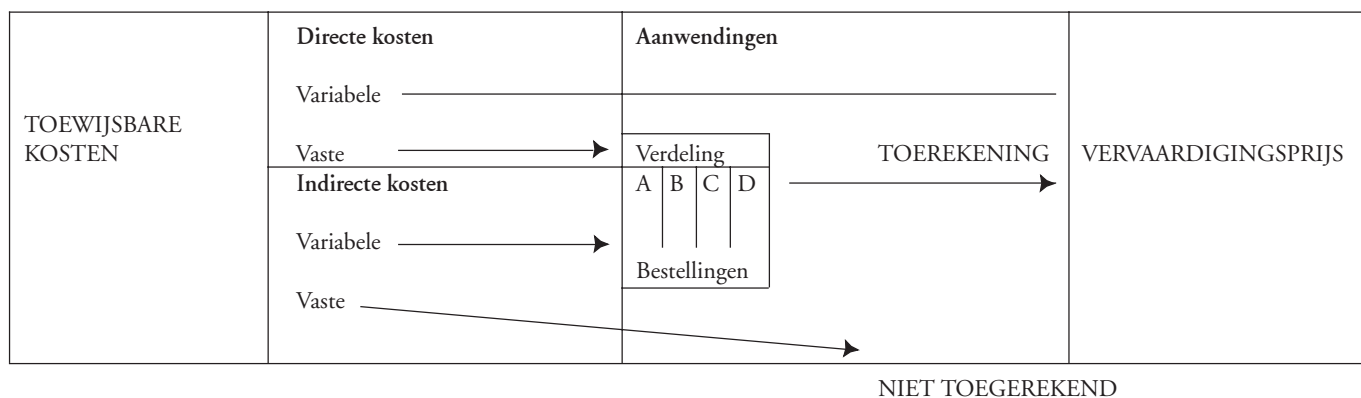 Directe kosten
Aanwendingen
Variabele
TOEWIJSBARE
KOSTEN
Vaste
Verdeling
TOEREKENING
VERVAARDIGINGSPRIJS
Indirecte kosten
A B C D
Variabele
Bestellingen
Vaste
NIET TOEGEREKEND